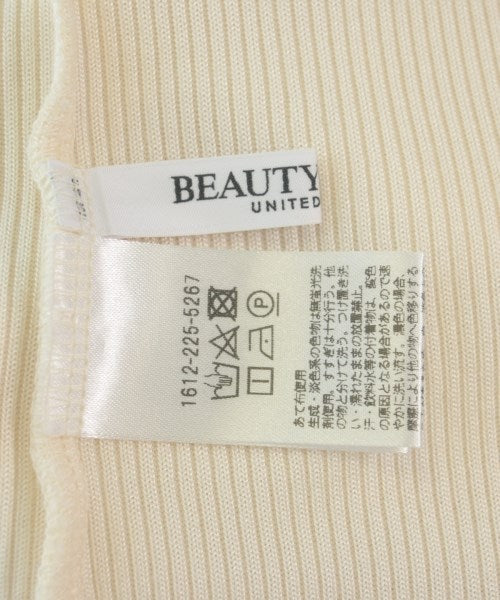 BEAUTY
UNITED
1612-225-5267
P
あて布使用
生成・淡色系の色物は無蛍光洗
剤使用。すすぎは十分行う。他
の物と分けて洗う。つけ置き洗
い・濡れたままの放置禁止。
汗・飲料水等の付着物は、変色
の原因となる場合があるので速
やかに洗い流す。濃色の場合、
摩擦により他の物へ色移りする